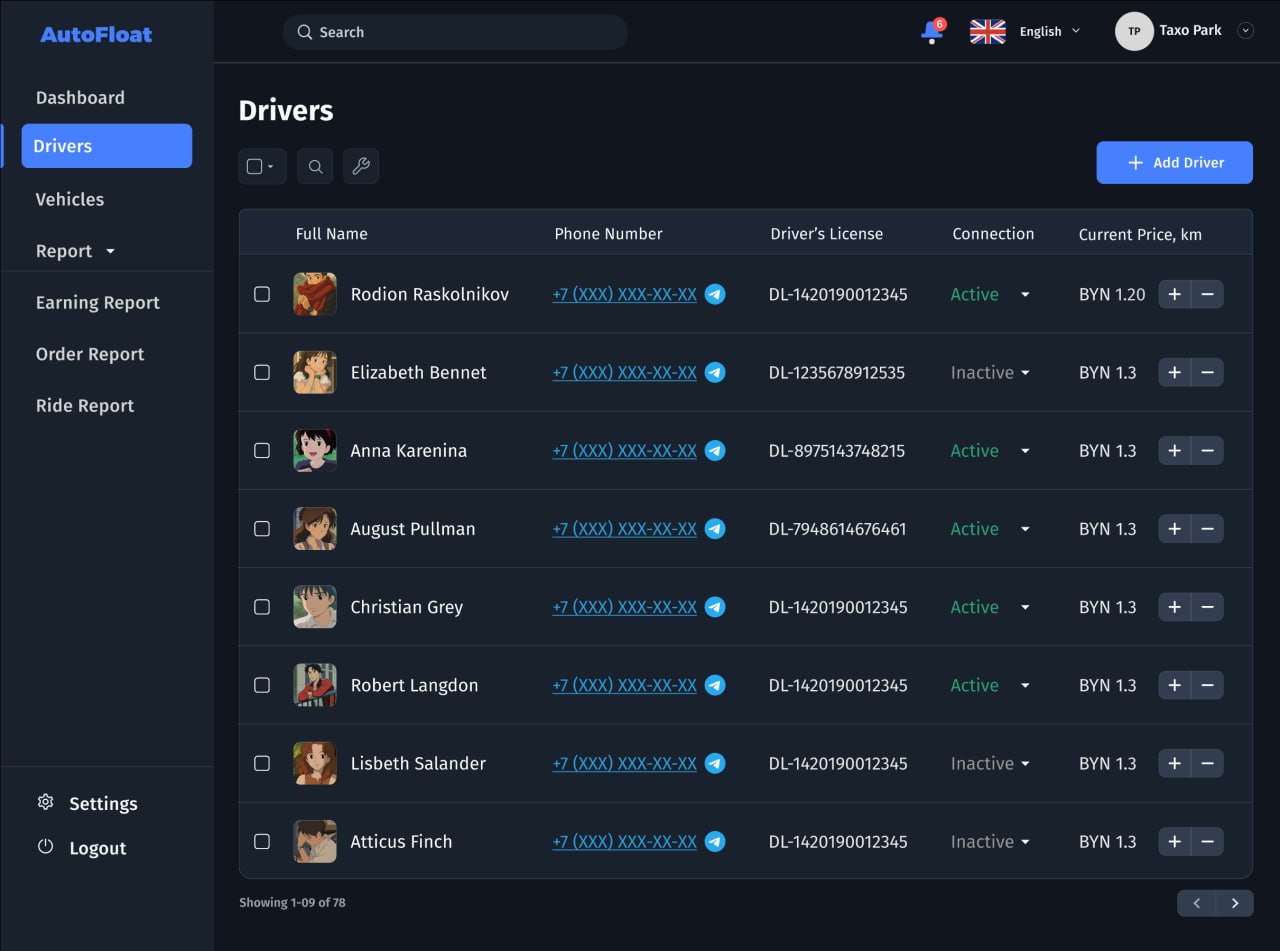 AutoFloat
Search
6
English
TP
Taxo Park
Dashboard
Drivers
Vehicles
Report
Earning Report
Order Report
Ride Report
Settings
Logout
Drivers
Add Driver
Full Name Phone Number Driver’s License Connection Current Price, km
Rodion Raskolnikov +7 (XXX) XXX-XX-XX DL-1420190012345 Active BYN 1.20 + −
Elizabeth Bennet +7 (XXX) XXX-XX-XX DL-1235678912535 Inactive BYN 1.3 + −
Anna Karenina +7 (XXX) XXX-XX-XX DL-8975143748215 Active BYN 1.3 + −
August Pullman +7 (XXX) XXX-XX-XX DL-7948614676461 Active BYN 1.3 + −
Christian Grey +7 (XXX) XXX-XX-XX DL-1420190012345 Active BYN 1.3 + −
Robert Langdon +7 (XXX) XXX-XX-XX DL-1420190012345 Active BYN 1.3 + −
Lisbeth Salander +7 (XXX) XXX-XX-XX DL-1420190012345 Inactive BYN 1.3 + −
Atticus Finch +7 (XXX) XXX-XX-XX DL-1420190012345 Inactive BYN 1.3 + −
Showing 1-09 of 78